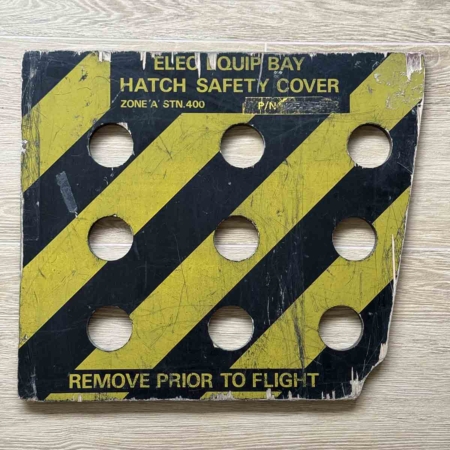 ELEC EQUIP BAY
HATCH SAFETY COVER
ZONE 'A' STN.400 P/N
REMOVE PRIOR TO FLIGHT